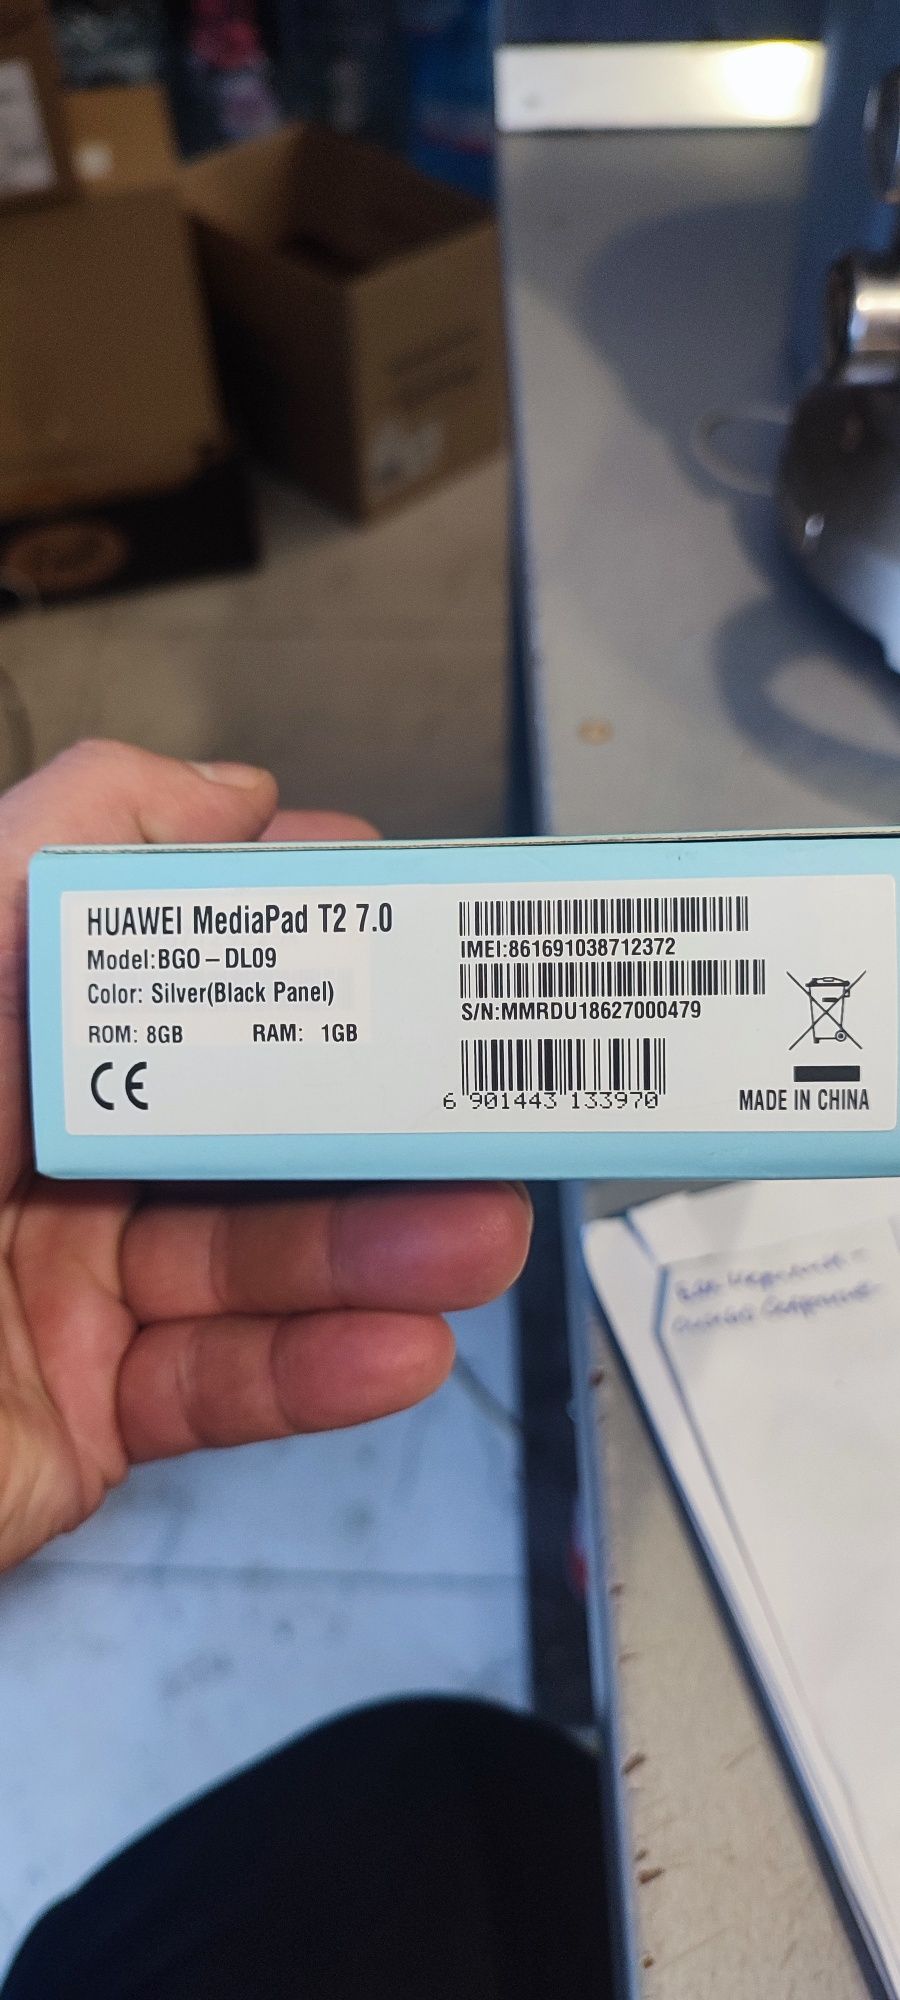 HUAWEI MediaPad T2 7.0
Model:BGO – DL09
Color: Silver(Black Panel)
ROM: 8GB RAM: 1GB
CE
IMEI:861691038712372
S/N:MMRDU18627000479
6 901443 133970
MADE IN CHINA